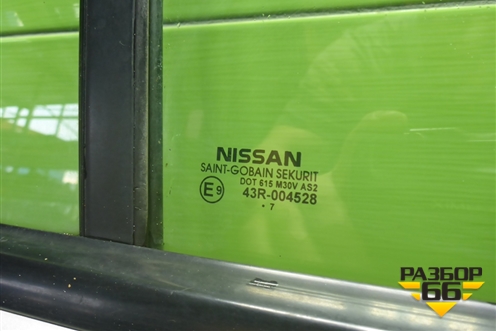 NISSAN
SAINT-GOBAIN SEKURIT
DOT 615 M30V AS2
E9 43R-004528
. 7
РАЗБОР
66